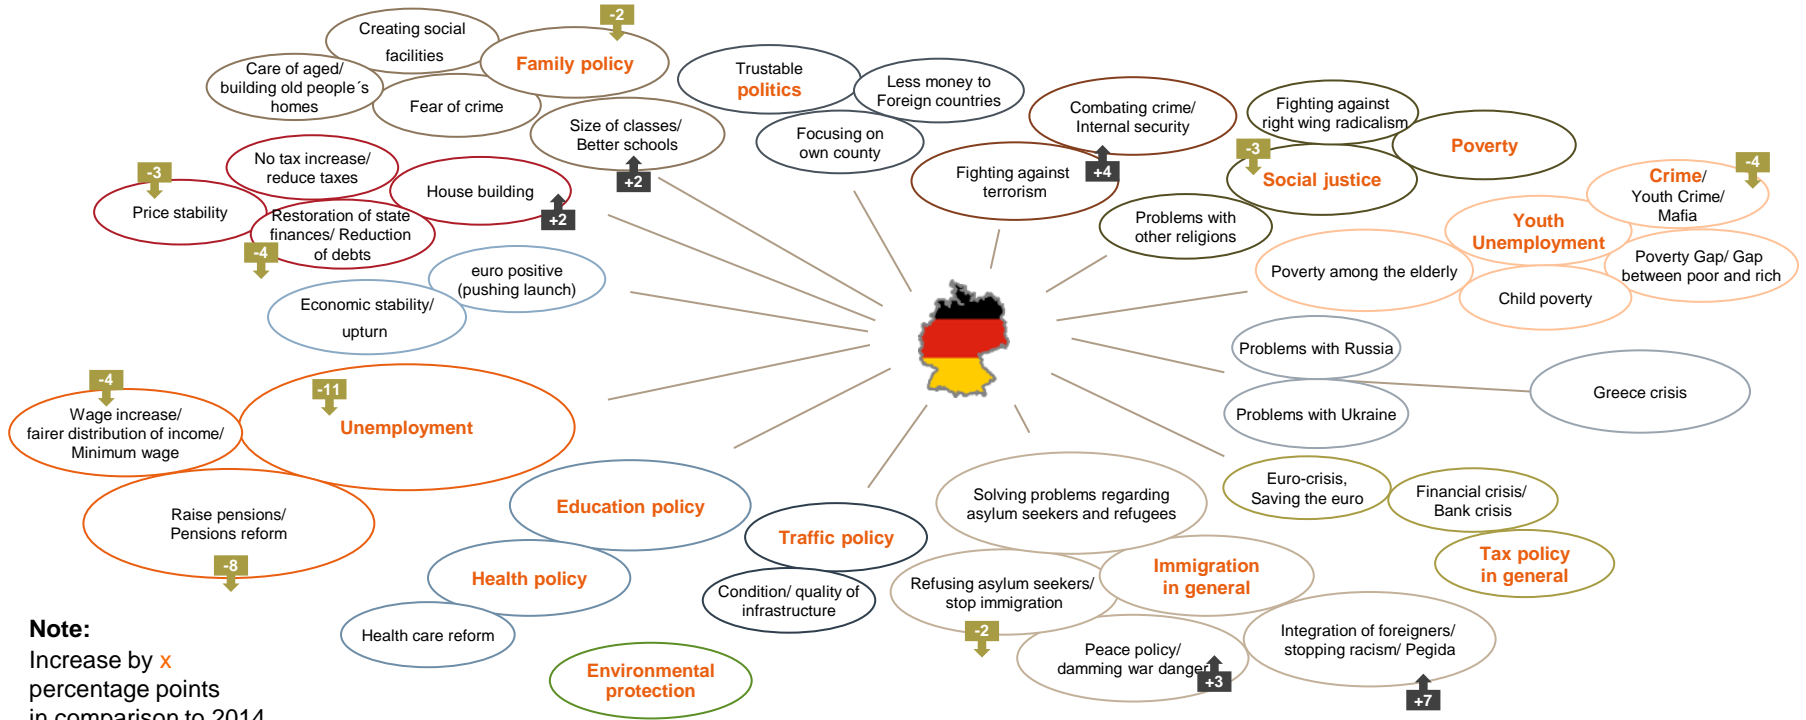 Creating social
facilities
-2
Family policy
Care of aged/
building old people´s
homes
Fear of crime
Size of classes/
Better schools
+2
Trustable
politics
Less money to
Foreign countries
Focusing on
own county
Combating crime/
Internal security
+4
Fighting against
terrorism
Fighting against
right wing radicalism
Poverty
-3
Social justice
Problems with
other religions
-4
Crime/
Youth Crime/
Mafia
Youth
Unemployment
Poverty Gap/ Gap
between poor and rich
Poverty among the elderly
Child poverty
-3
Price stability
No tax increase/
reduce taxes
House building
+2
Restoration of state
finances/ Reduction
of debts
-4
euro positive
(pushing launch)
Economic stability/
upturn
Problems with Russia
Problems with Ukraine
Greece crisis
-4
Wage increase/
fairer distribution of income/
Minimum wage
-11
Unemployment
Raise pensions/
Pensions reform
-8
Education policy
Health policy
Health care reform
Traffic policy
Condition/ quality of
infrastructure
Environmental
protection
Solving problems regarding
asylum seekers and refugees
Immigration
in general
Refusing asylum seekers/
stop immigration
-2
Peace policy/
damming war danger
+3
Integration of foreigners/
stopping racism/ Pegida
+7
Euro-crisis,
Saving the euro
Financial crisis/
Bank crisis
Tax policy
in general
Note:
Increase by x
percentage points
in comparison to 2014